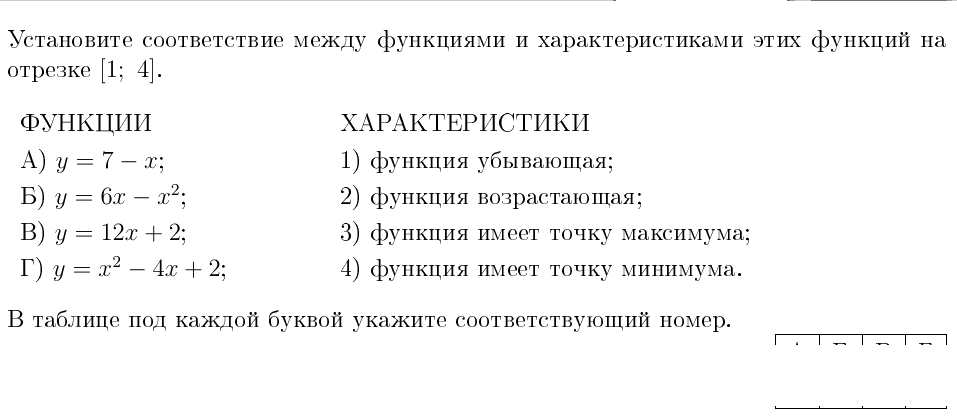 Установите соответствие между функциями и характеристиками этих функций на
отрезке [1; 4].
ФУНКЦИИ ХАРАКТЕРИСТИКИ
А) y = 7 − x; 1) функция убывающая;
Б) y = 6x − x²; 2) функция возрастающая;
В) y = 12x + 2; 3) функция имеет точку максимума;
Г) y = x² − 4x + 2; 4) функция имеет точку минимума.
В таблице под каждой буквой укажите соответствующий номер.